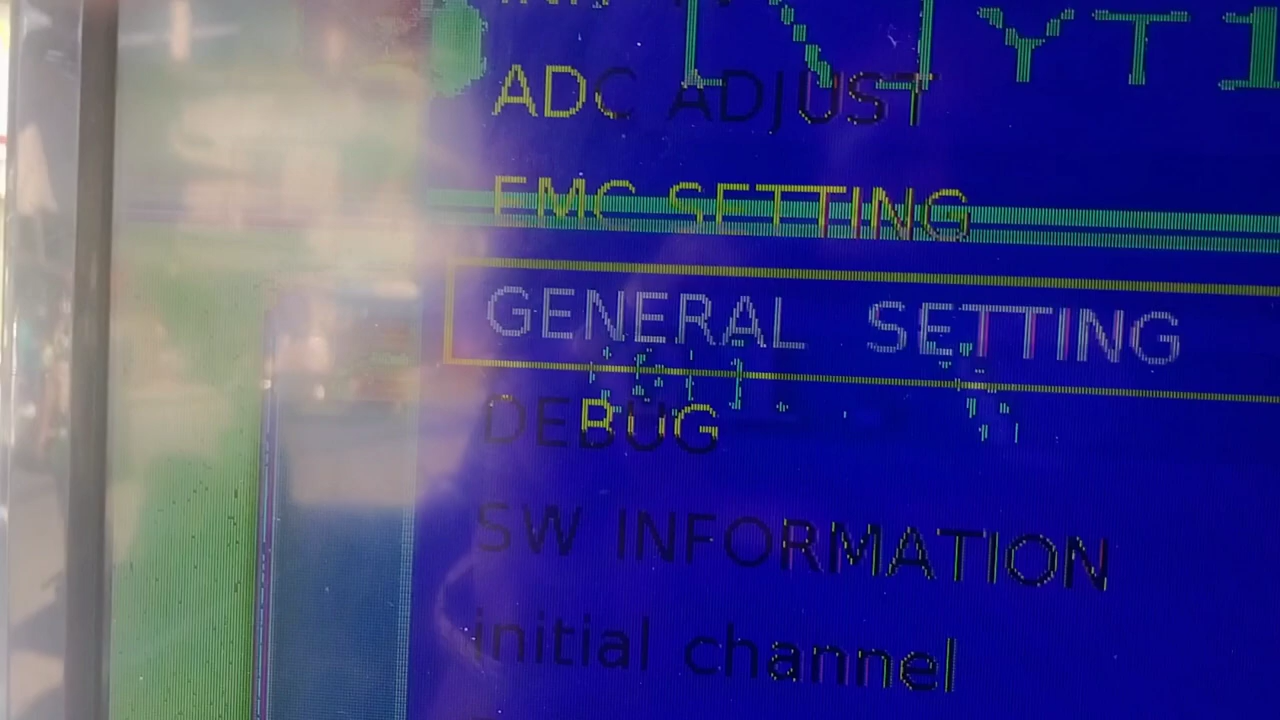 ADC ADJUST
EMC SETTING
GENERAL SETTING
DEBUG
SW INFORMATION
initial channel